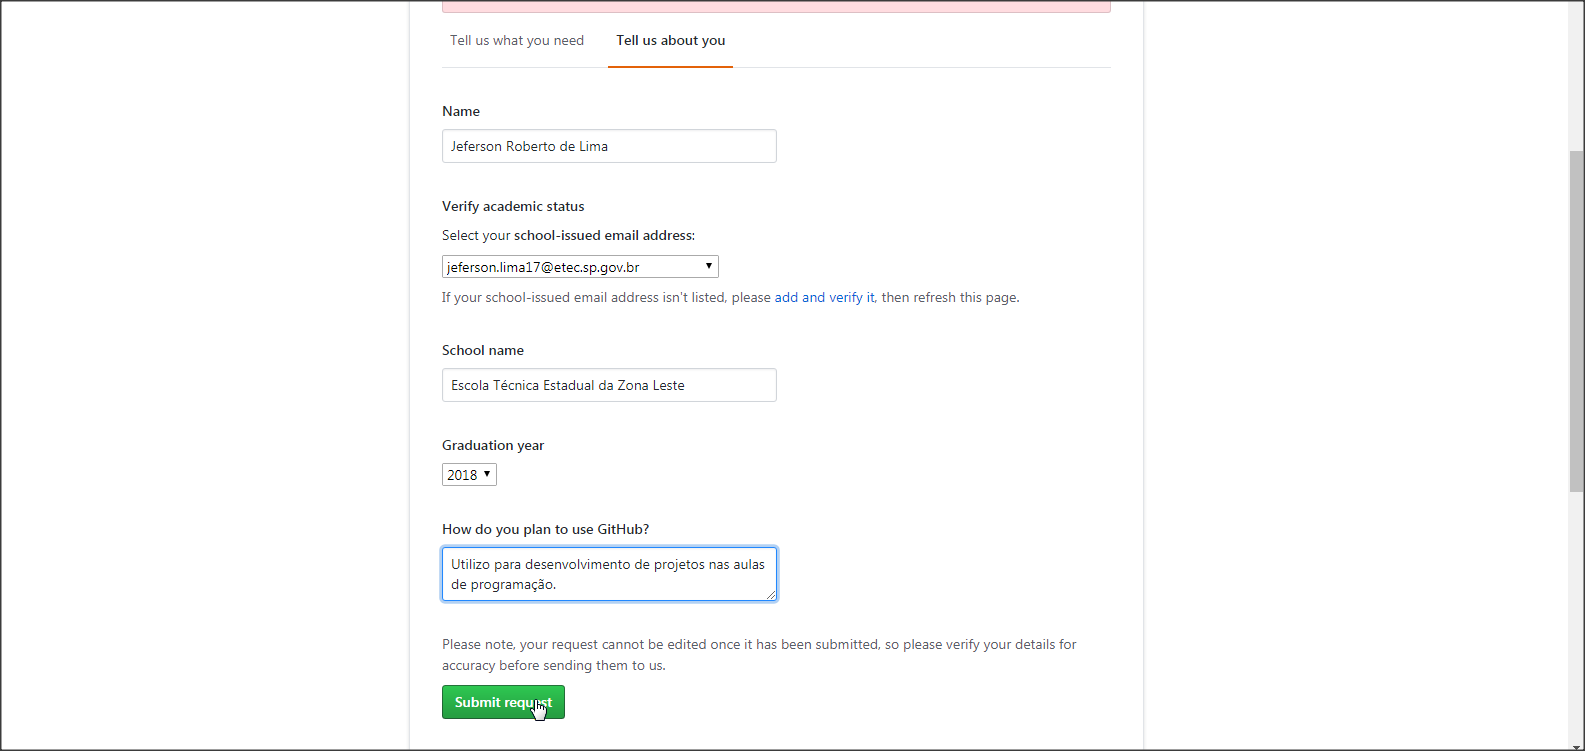 Tell us what you need Tell us about you
Name
Jeferson Roberto de Lima
Verify academic status
Select your school-issued email address:
jeferson.lima17@etec.sp.gov.br
If your school-issued email address isn't listed, please add and verify it, then refresh this page.
School name
Escola Técnica Estadual da Zona Leste
Graduation year
2018
How do you plan to use GitHub?
Utilizo para desenvolvimento de projetos nas aulas
de programação.
Please note, your request cannot be edited once it has been submitted, so please verify your details for
accuracy before sending them to us.
Submit request